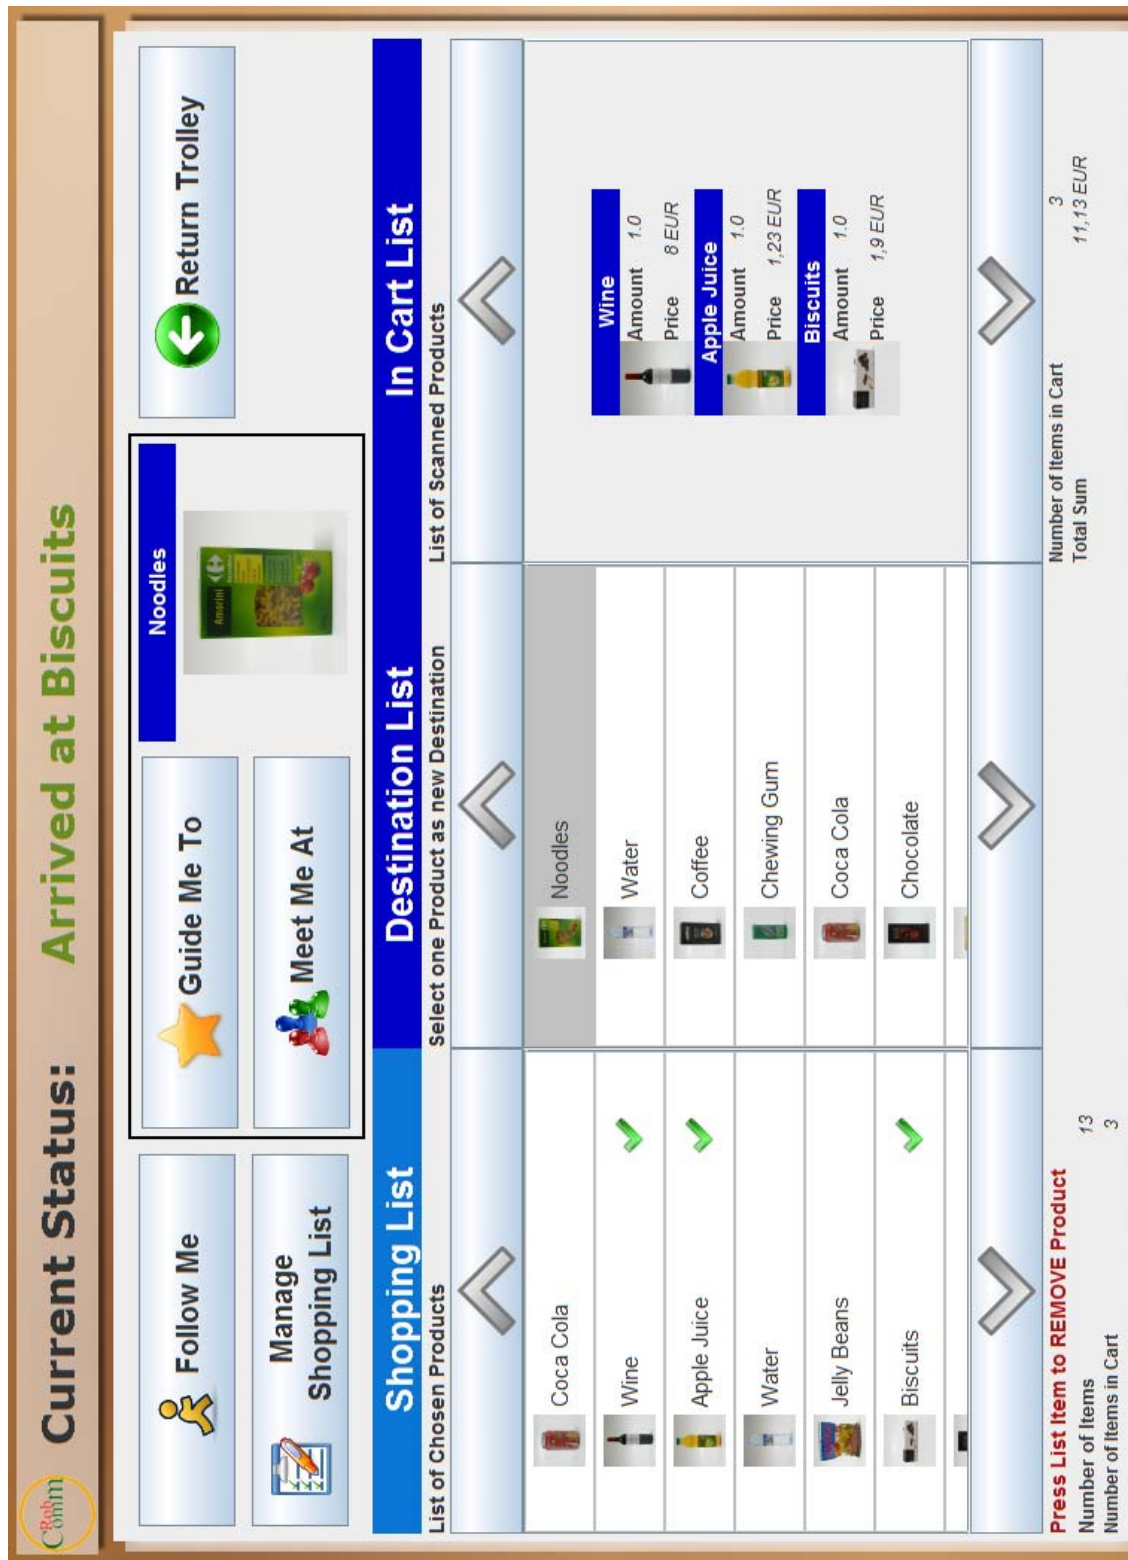 CRobComm
Current Status: Arrived at Biscuits
Follow Me
Manage
Shopping List
Guide Me To
Meet Me At
Noodles
Return Trolley
Shopping List
List of Chosen Products
Coca Cola
Wine
Apple Juice
Water
Jelly Beans
Biscuits
Press List Item to REMOVE Product
Number of Items 13
Number of Items in Cart 3
Destination List
Select one Product as new Destination
Noodles
Water
Coffee
Chewing Gum
Coca Cola
Chocolate
In Cart List
List of Scanned Products
Wine
Amount 1.0
Price 8 EUR
Apple Juice
Amount 1.0
Price 1,23 EUR
Biscuits
Amount 1.0
Price 1,9 EUR
Number of Items in Cart 3
Total Sum 11,13 EUR